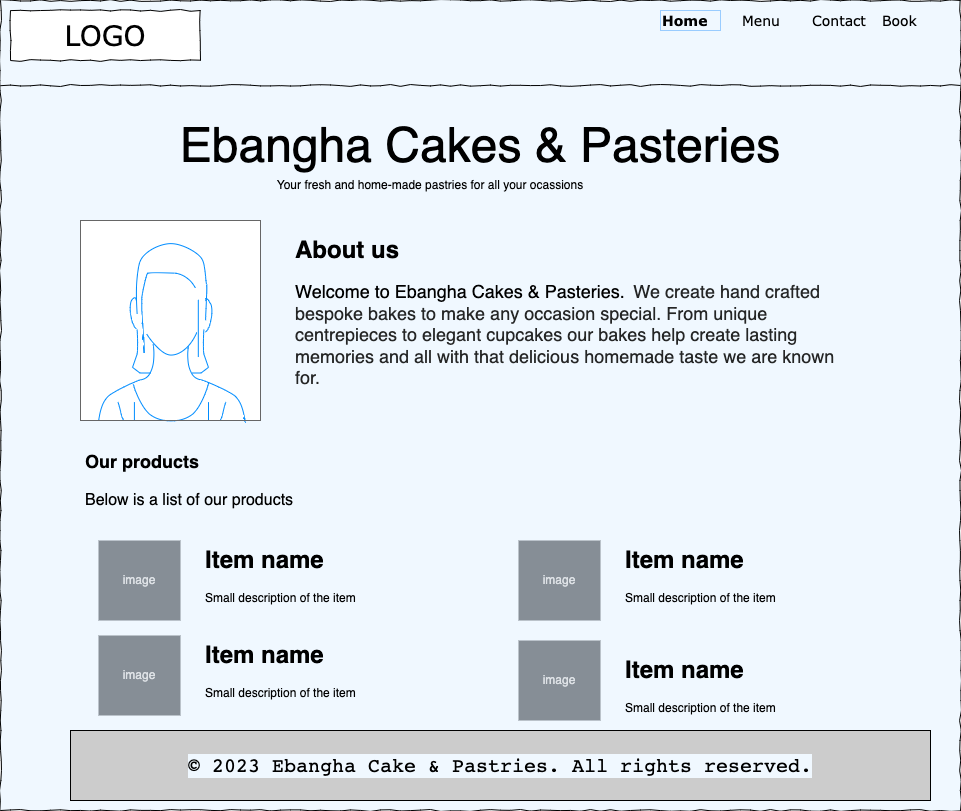 LOGO
Home Menu Contact Book
Ebangha Cakes & Pasteries
Your fresh and home-made pastries for all your ocassions
About us
Welcome to Ebangha Cakes & Pasteries. We create hand crafted
bespoke bakes to make any occasion special. From unique
centrepieces to elegant cupcakes our bakes help create lasting
memories and all with that delicious homemade taste we are known
for.
Our products
Below is a list of our products
image
Item name
Small description of the item
image
Item name
Small description of the item
image
Item name
Small description of the item
image
Item name
Small description of the item
© 2023 Ebangha Cake & Pastries. All rights reserved.